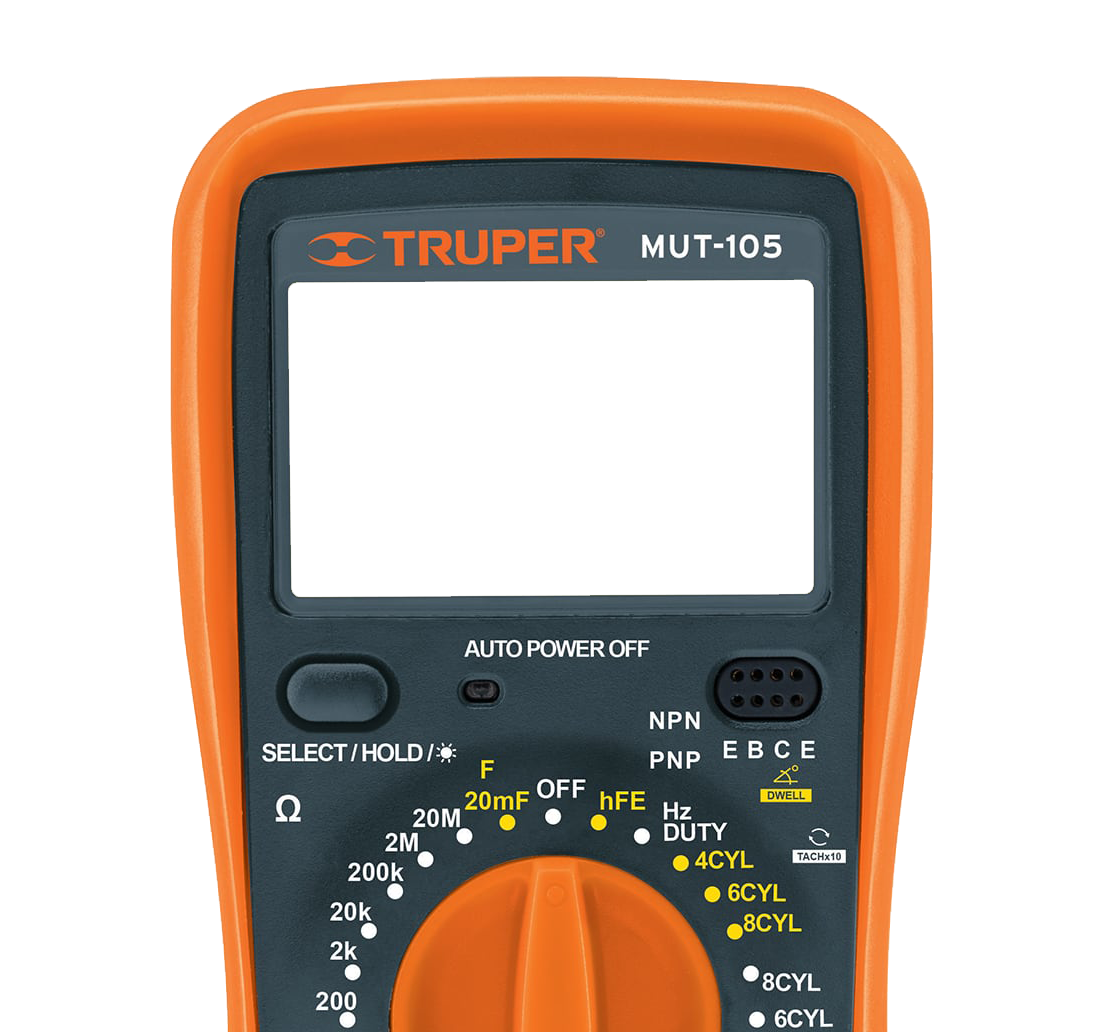 TRUPER® MUT-105
AUTO POWER OFF
NPN
PNP
E B C E
SELECT / HOLD /
DWELL
Ω
F
20mF
OFF
hFE
Hz
DUTY
TACHx10
20M
2M
200k
20k
2k
200
4CYL
6CYL
8CYL
8CYL
6CYL